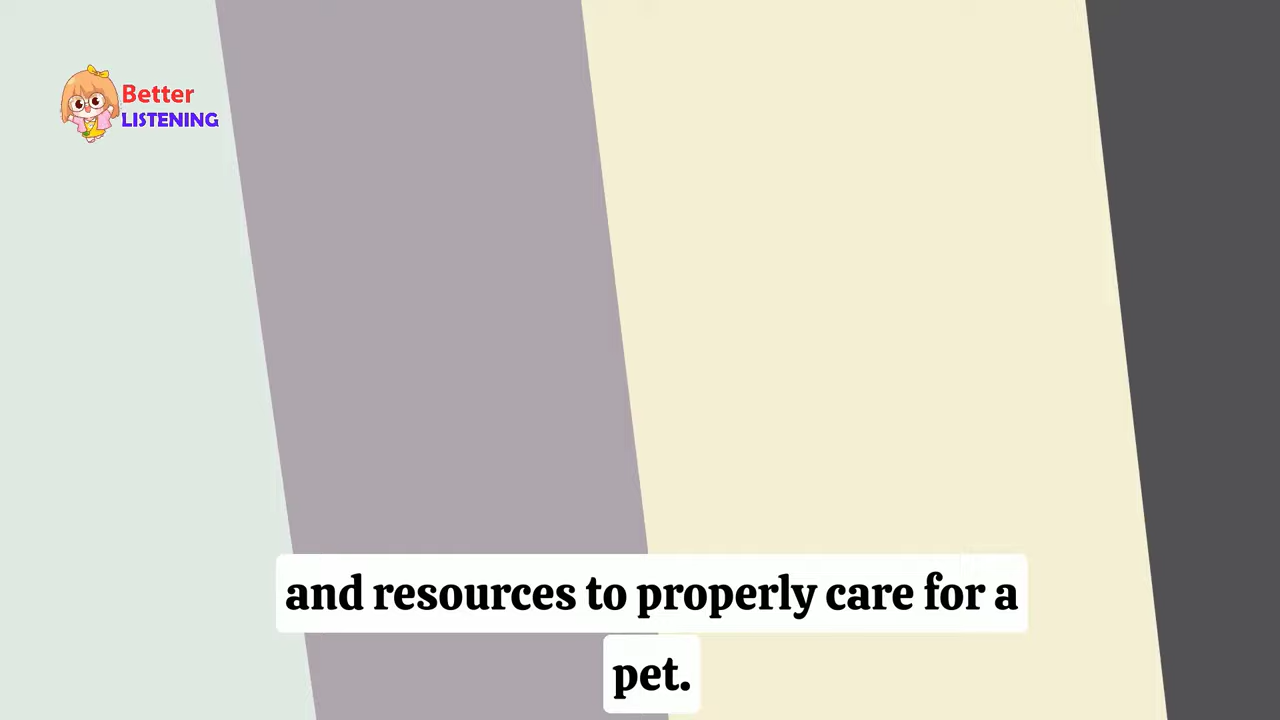 Better
LISTENING
and resources to properly care for a
pet.